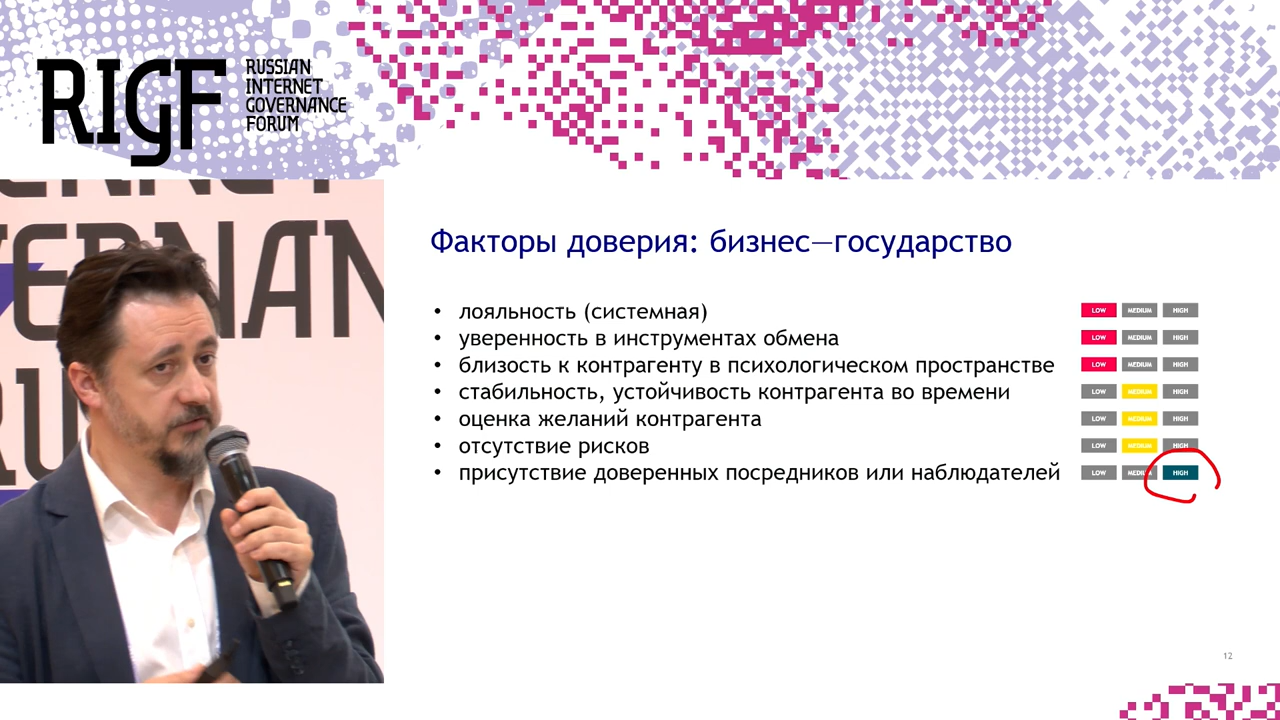 RIGF
RUSSIAN
INTERNET
GOVERNANCE
FORUM
Факторы доверия: бизнес—государство
• лояльность (системная) LOW MEDIUM HIGH
• уверенность в инструментах обмена LOW MEDIUM HIGH
• близость к контрагенту в психологическом пространстве LOW MEDIUM HIGH
• стабильность, устойчивость контрагента во времени LOW MEDIUM HIGH
• оценка желаний контрагента LOW MEDIUM HIGH
• отсутствие рисков LOW MEDIUM HIGH
• присутствие доверенных посредников или наблюдателей LOW MEDIUM HIGH
12